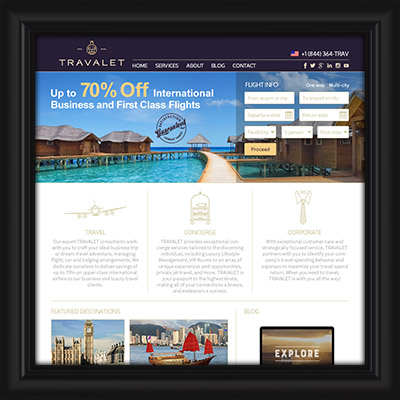 TRAVALET
+1 (844) 364-TRAV
HOME SERVICES ABOUT BLOG CONTACT
Up to 70% Off International
Business and First Class Flights
Guaranteed
FLIGHT INFO
One way Multi-city
From airport or city
To airport or city
Departure date
Return date
Flexibility
1 person
First class
Proceed
TRAVEL
Our expert TRAVALET consultants work
with you to craft your ideal business trip
or dream travel adventure, managing
flight, car and lodging arrangements. We
dedicate ourselves to deliver savings of
up to 70% on upper-class international
airfare to our business and luxury travel
clients.
CONCIERGE
TRAVALET provides exceptional con-
cierge services tailored to the discerning
individual, including Luxury Lifestyle
Management, VIP Access to an array of
unique experiences and opportunities,
private jet travel, and more. TRAVALET is
your passport to the highest strata,
making all of your connections a breeze,
and endeavors a success.
CORPORATE
With exceptional customer care and
strategically focused service, TRAVALET
partners with you to identify your com-
pany's travel spending behavior and
expenses to maximize your travel spend
return. When you need to travel,
TRAVALET is with you all the way!
FEATURED DESTINATIONS
BLOG
EXPLORE